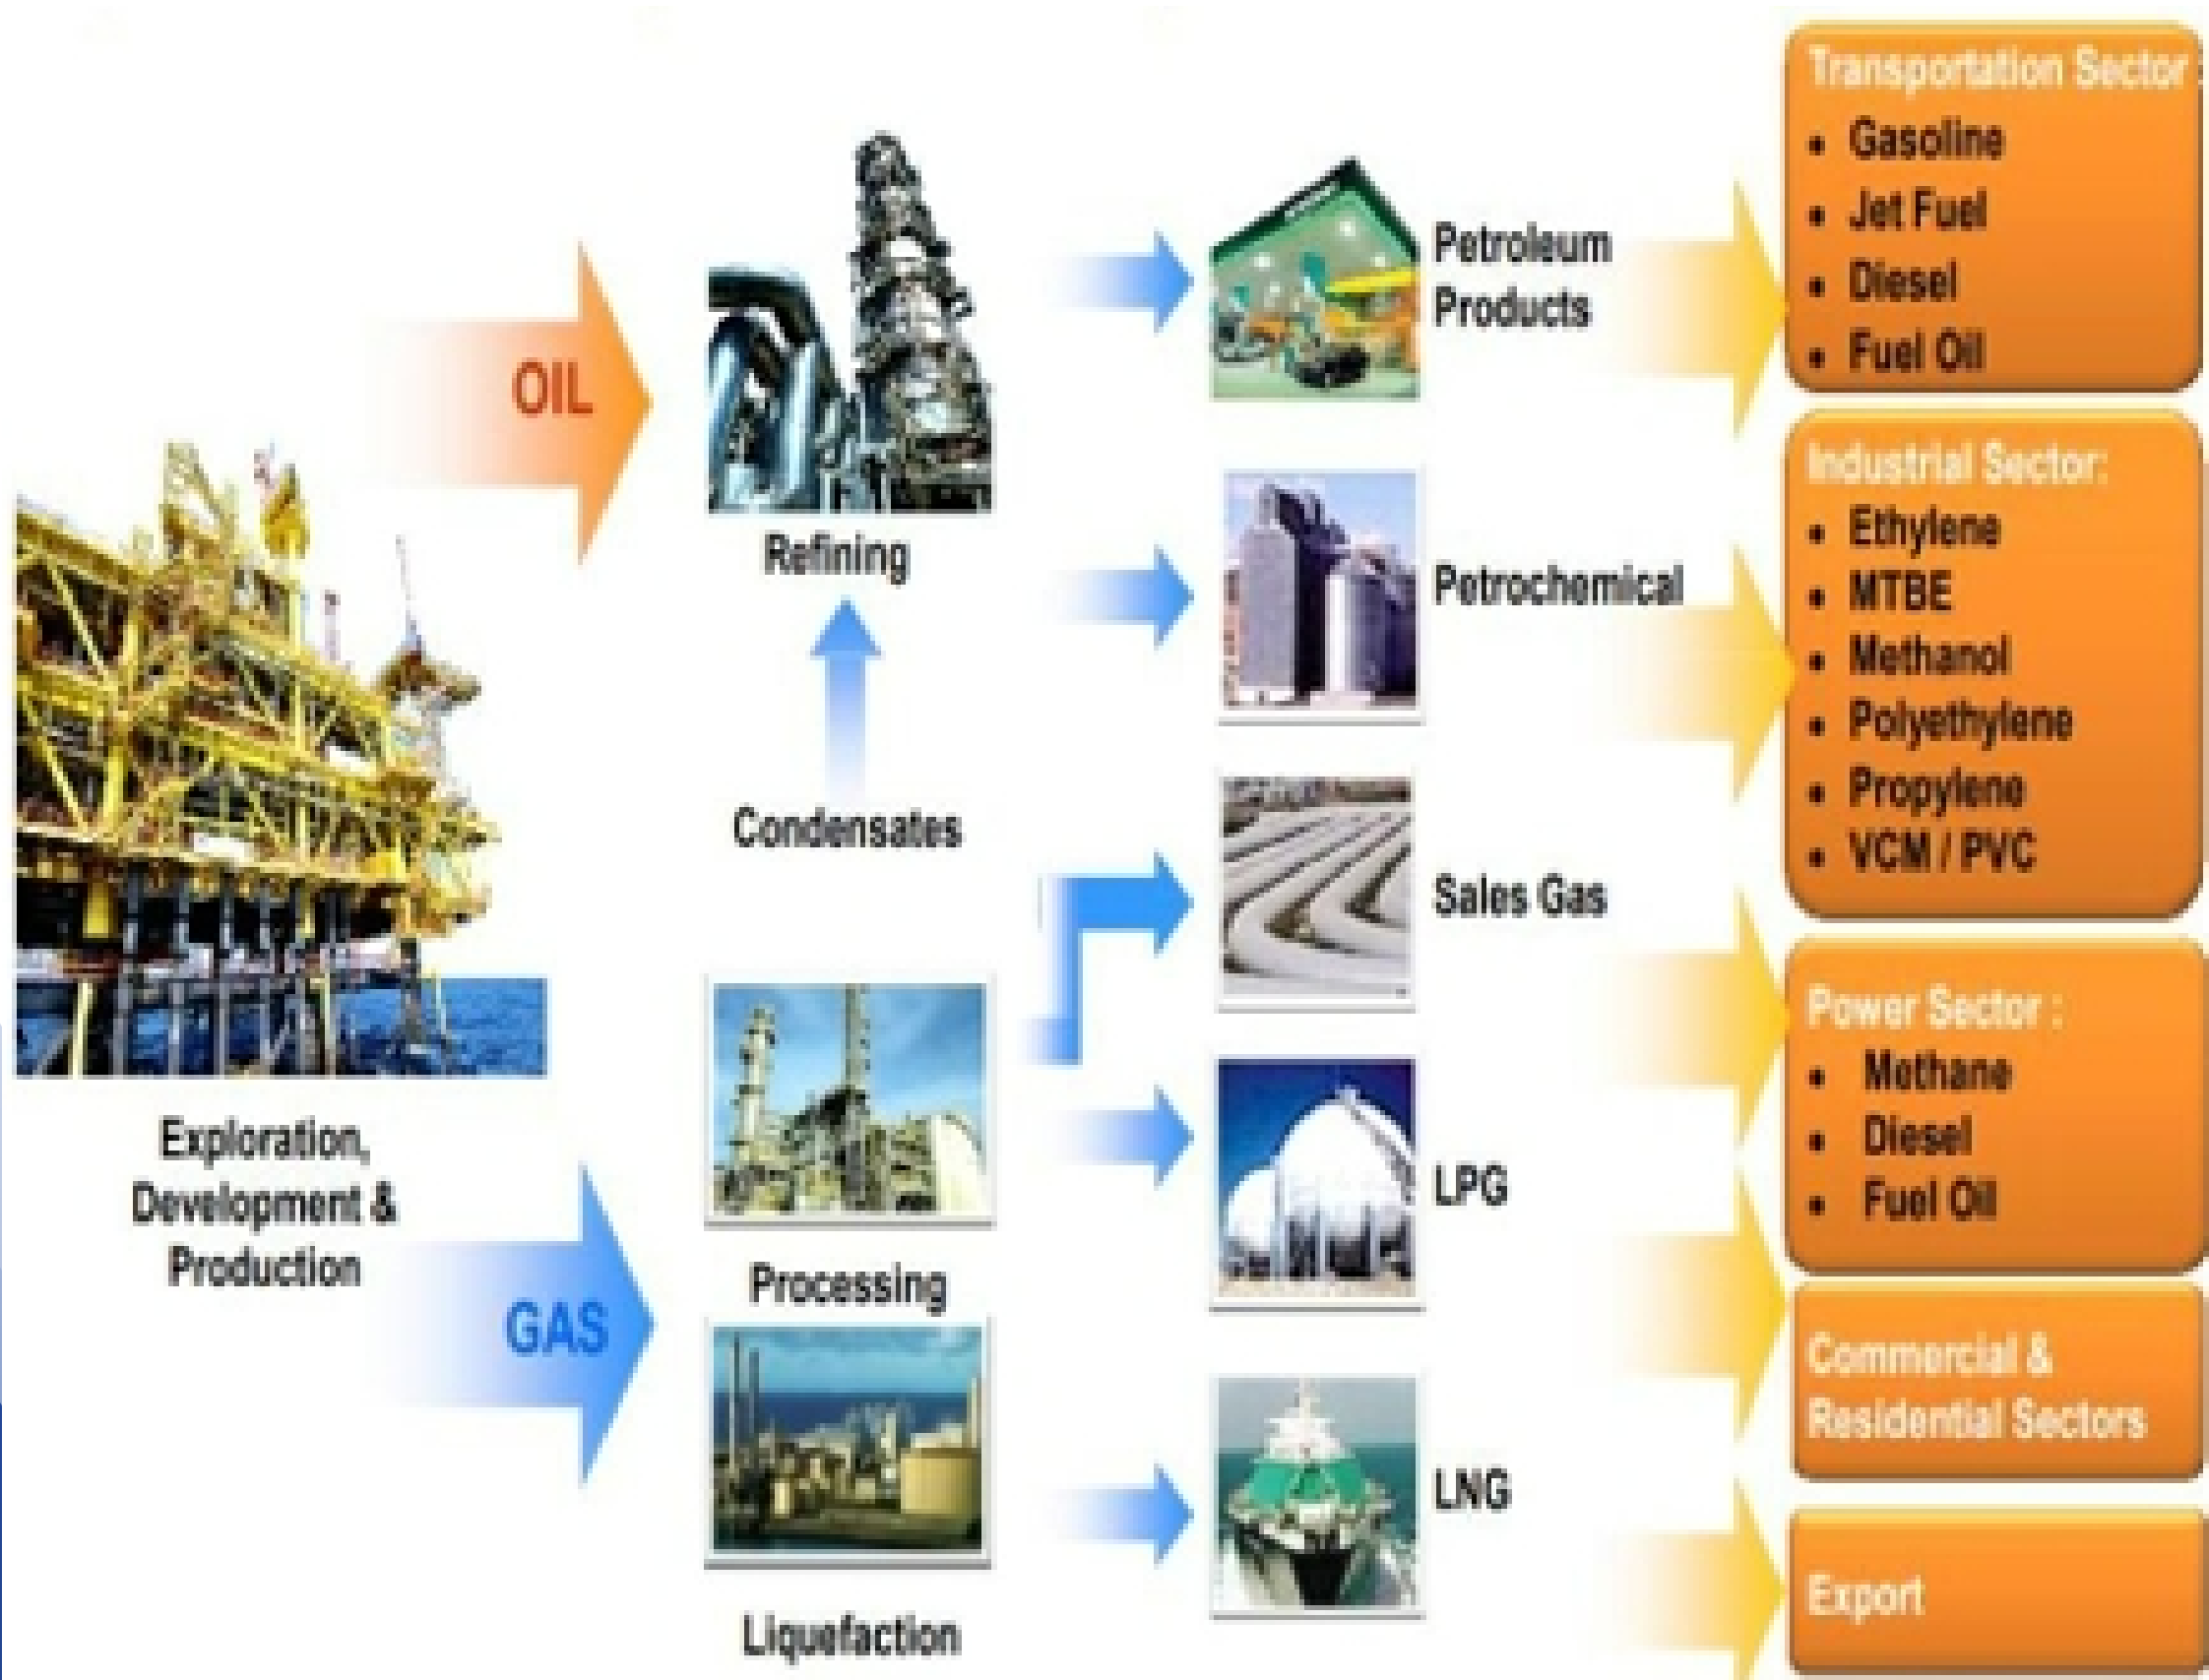 OIL
Refining
Condensates
Exploration,
Development &
Production
GAS
Processing
Liquefaction
Petroleum
Products
Petrochemical
Sales Gas
LPG
LNG
Transportation Sector :
• Gasoline
• Jet Fuel
• Diesel
• Fuel Oil
Industrial Sector:
• Ethylene
• MTBE
• Methanol
• Polyethylene
• Propylene
• VCM / PVC
Power Sector :
• Methane
• Diesel
• Fuel Oil
Commercial &
Residential Sectors
Export